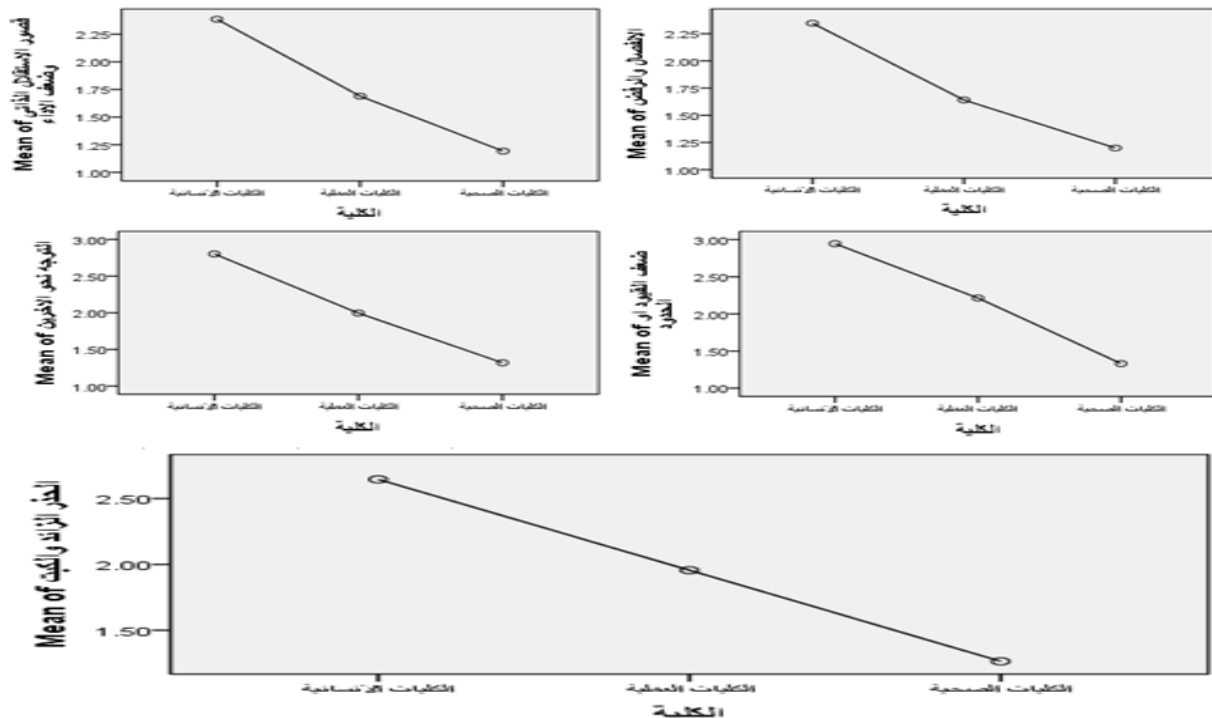 Mean of قصور الاستقلال الذاتي
وضعف الاداء
2.25
2.00
1.75
1.50
1.25
1.00
الكليات الإنسانية الكليات العملية الكليات الصحية
الكلية
Mean of الانفصال والرفض
2.25
2.00
1.75
1.50
1.25
1.00
الكليات الإنسانية الكليات العملية الكليات الصحية
الكلية
Mean of التوجه نحو الاخرين
3.00
2.50
2.00
1.50
1.00
الكليات الإنسانية الكليات العملية الكليات الصحية
الكلية
Mean of ضعف القيود او
الحدود
3.00
2.50
2.00
1.50
1.00
الكليات الإنسانية الكليات العملية الكليات الصحية
الكلية
Mean of الحذر الزائد والكبت
2.50
2.00
1.50
الكليات الإنسانية الكليات العملية الكليات الصحية
الكلية